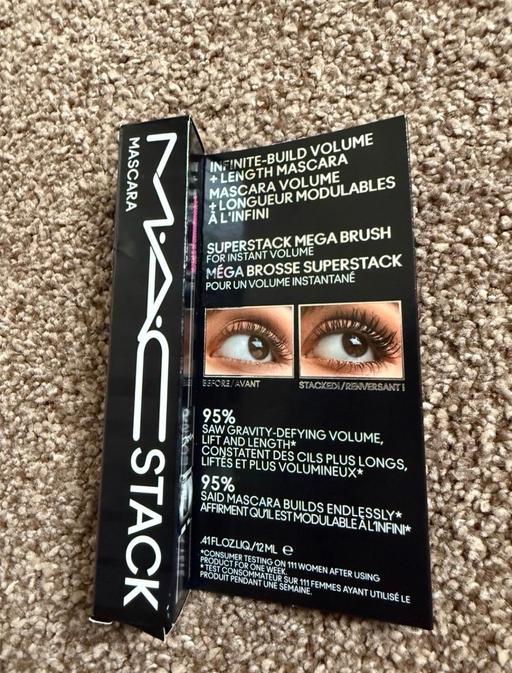 MASCARA
MAC STACK
INFINITE-BUILD VOLUME
+ LENGTH MASCARA
MASCARA VOLUME
+ LONGUEUR MODULABLES
À L'INFINI
SUPERSTACK MEGA BRUSH
FOR INSTANT VOLUME
MÉGA BROSSE SUPERSTACK
POUR UN VOLUME INSTANTANÉ
BEFORE/AVANT
STACKED!/RENVERSANT!
95%
SAW GRAVITY-DEFYING VOLUME,
LIFT AND LENGTH*
CONSTATENT DES CILS PLUS LONGS,
LIFTÉS ET PLUS VOLUMINEUX*
95%
SAID MASCARA BUILDS ENDLESSLY*
AFFIRMENT QU'IL EST MODULABLE À L'INFINI*
.41FL.OZ.LIQ./12 ML ℮
*CONSUMER TESTING ON 111 WOMEN AFTER USING
PRODUCT FOR ONE WEEK.
* TEST CONSOMMATEUR SUR 111 FEMMES AYANT UTILISÉ LE
PRODUIT PENDANT UNE SEMAINE.